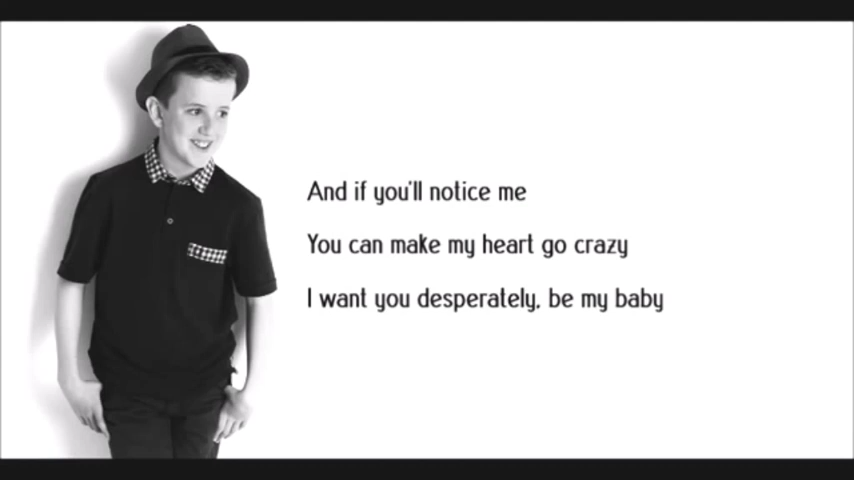 And if you'll notice me
You can make my heart go crazy
I want you desperately, be my baby